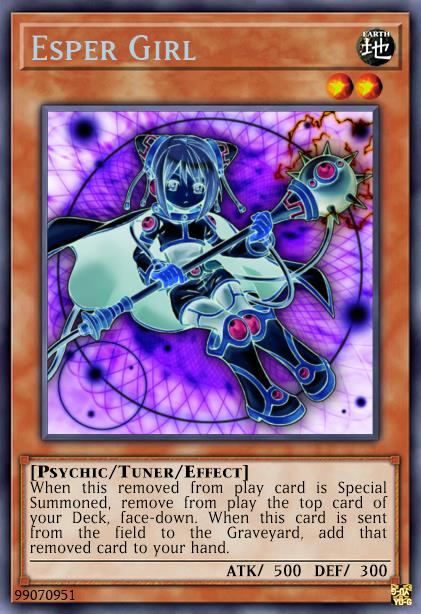 Esper Girl
EARTH
地
[Psychic/Tuner/Effect]
When this removed from play card is Special
Summoned, remove from play the top card of
your Deck, face-down. When this card is sent
from the field to the Graveyard, add that
removed card to your hand.
ATK/ 500 DEF/ 300
99070951